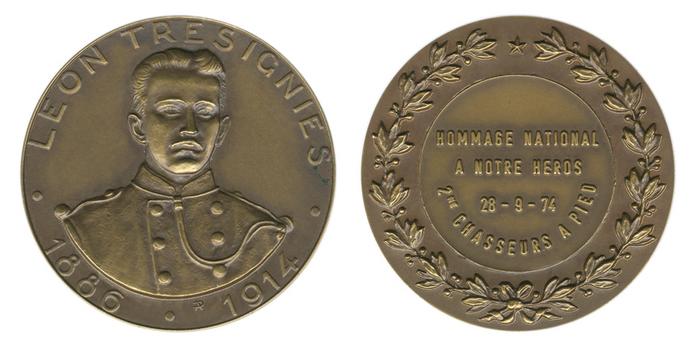 LEON TRESIGNIES
1886 • 1914
HOMMAGE NATIONAL
A NOTRE HEROS
28-9-74
2ME CHASSEURS A PIED